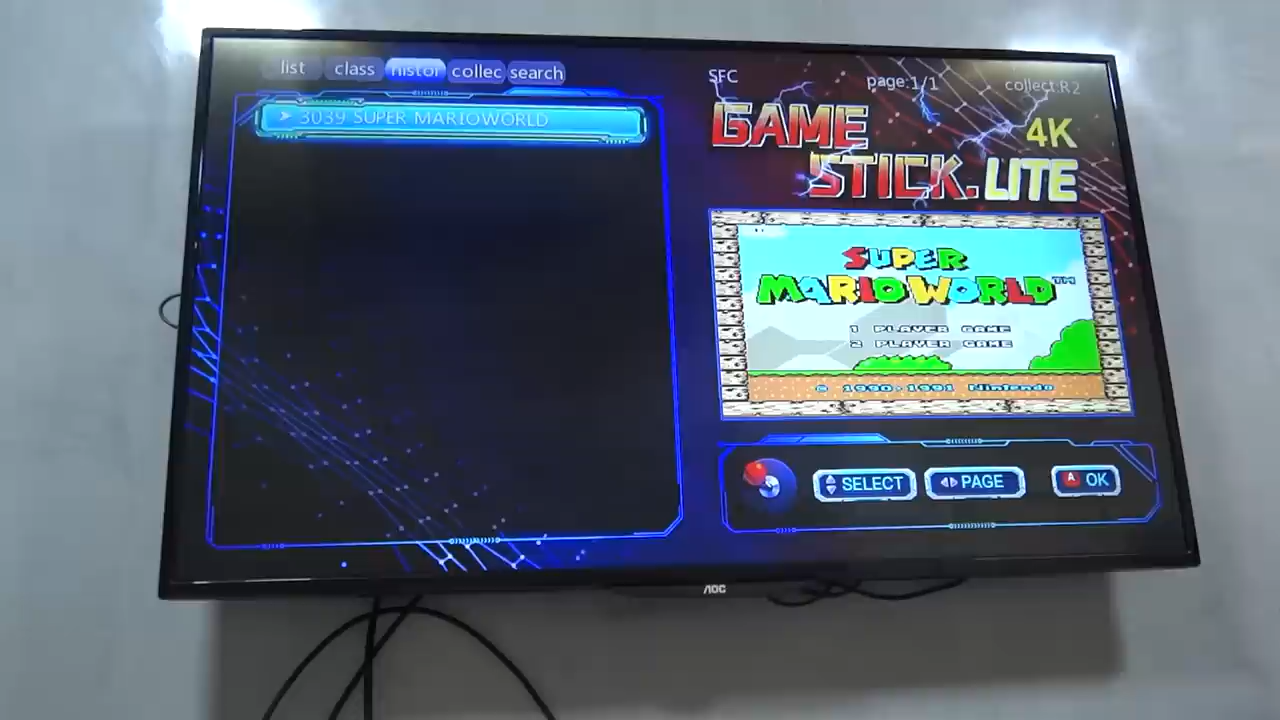 list class histor collec search
SFC page:1/1 collect:R2
3039 SUPER MARIOWORLD
GAME 4K
STICK.LITE
SUPER
MARIOWORLD™
1 PLAYER GAME
2 PLAYER GAME
© 1990,1991 Nintendo
SELECT PAGE A OK
AOC